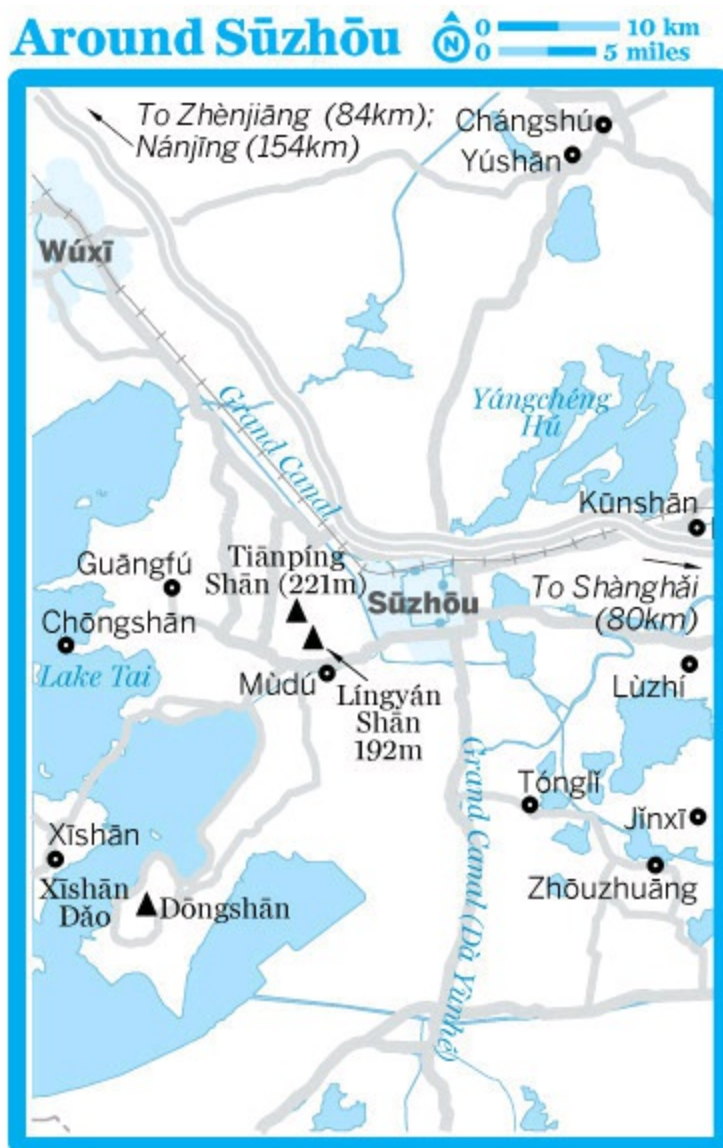 Around Sūzhōu
N
0 10 km
0 5 miles
To Zhènjiāng (84km);
Nánjīng (154km)
Chángshú
Yúshān
Wúxī
Grand Canal
Yángchéng
Hú
Kūnshān
Tiānpíng
Shān (221m)
Guāngfú
Sūzhōu
To Shànghǎi
(80km)
Chōngshān
Lake Tai
Mùdú
Língyán
Shān
192m
Lùzhí
Grand Canal (Dà Yùnhé)
Tónglǐ
Jǐnxī
Xīshān
Zhōuzhuāng
Xīshān
Dǎo
Dōngshān